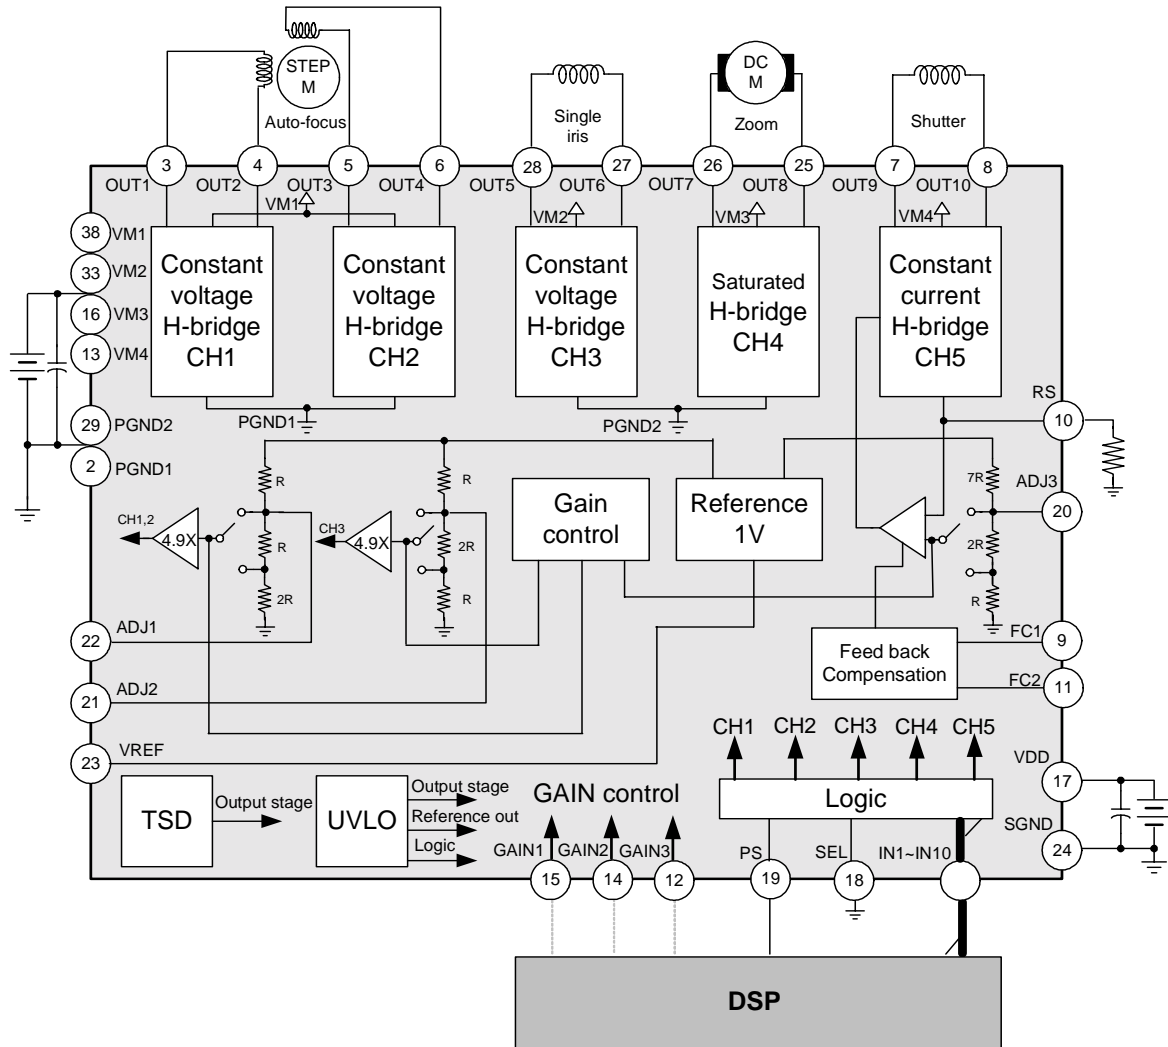 STEP
M
Auto-focus
Single
iris
DC
M
Zoom
Shutter
3
4
5
6
28
27
26
25
7
8
OUT1
OUT2
OUT3
OUT4
OUT5
OUT6
OUT7
OUT8
OUT9
OUT10
VM1
VM2
VM3
VM4
38
VM1
33
VM2
16
VM3
13
VM4
29
PGND2
2
PGND1
Constant
voltage
H-bridge
CH1
Constant
voltage
H-bridge
CH2
Constant
voltage
H-bridge
CH3
Saturated
H-bridge
CH4
Constant
current
H-bridge
CH5
PGND1
PGND2
RS
10
ADJ3
20
CH1,2
4.9X
R
R
2R
CH3
4.9X
R
2R
R
Gain
control
Reference
1V
7R
2R
R
22
ADJ1
21
ADJ2
23
VREF
Feed back
Compensation
FC1
9
FC2
11
CH1
CH2
CH3
CH4
CH5
Logic
VDD
17
SGND
24
TSD
Output stage
UVLO
Output stage
Reference out
Logic
GAIN control
GAIN1
GAIN2
GAIN3
PS
SEL
IN1~IN10
15
14
12
19
18
DSP